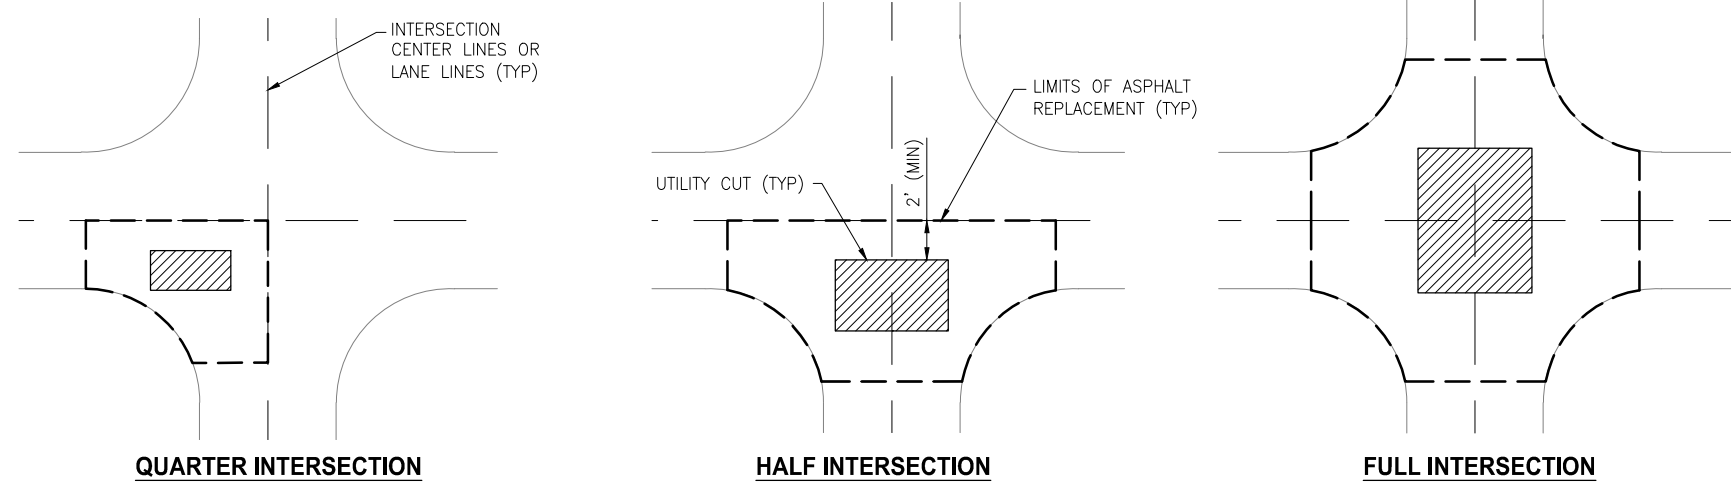 INTERSECTION
CENTER LINES OR
LANE LINES (TYP)
LIMITS OF ASPHALT
REPLACEMENT (TYP)
UTILITY CUT (TYP)
2' (MIN)
QUARTER INTERSECTION
HALF INTERSECTION
FULL INTERSECTION